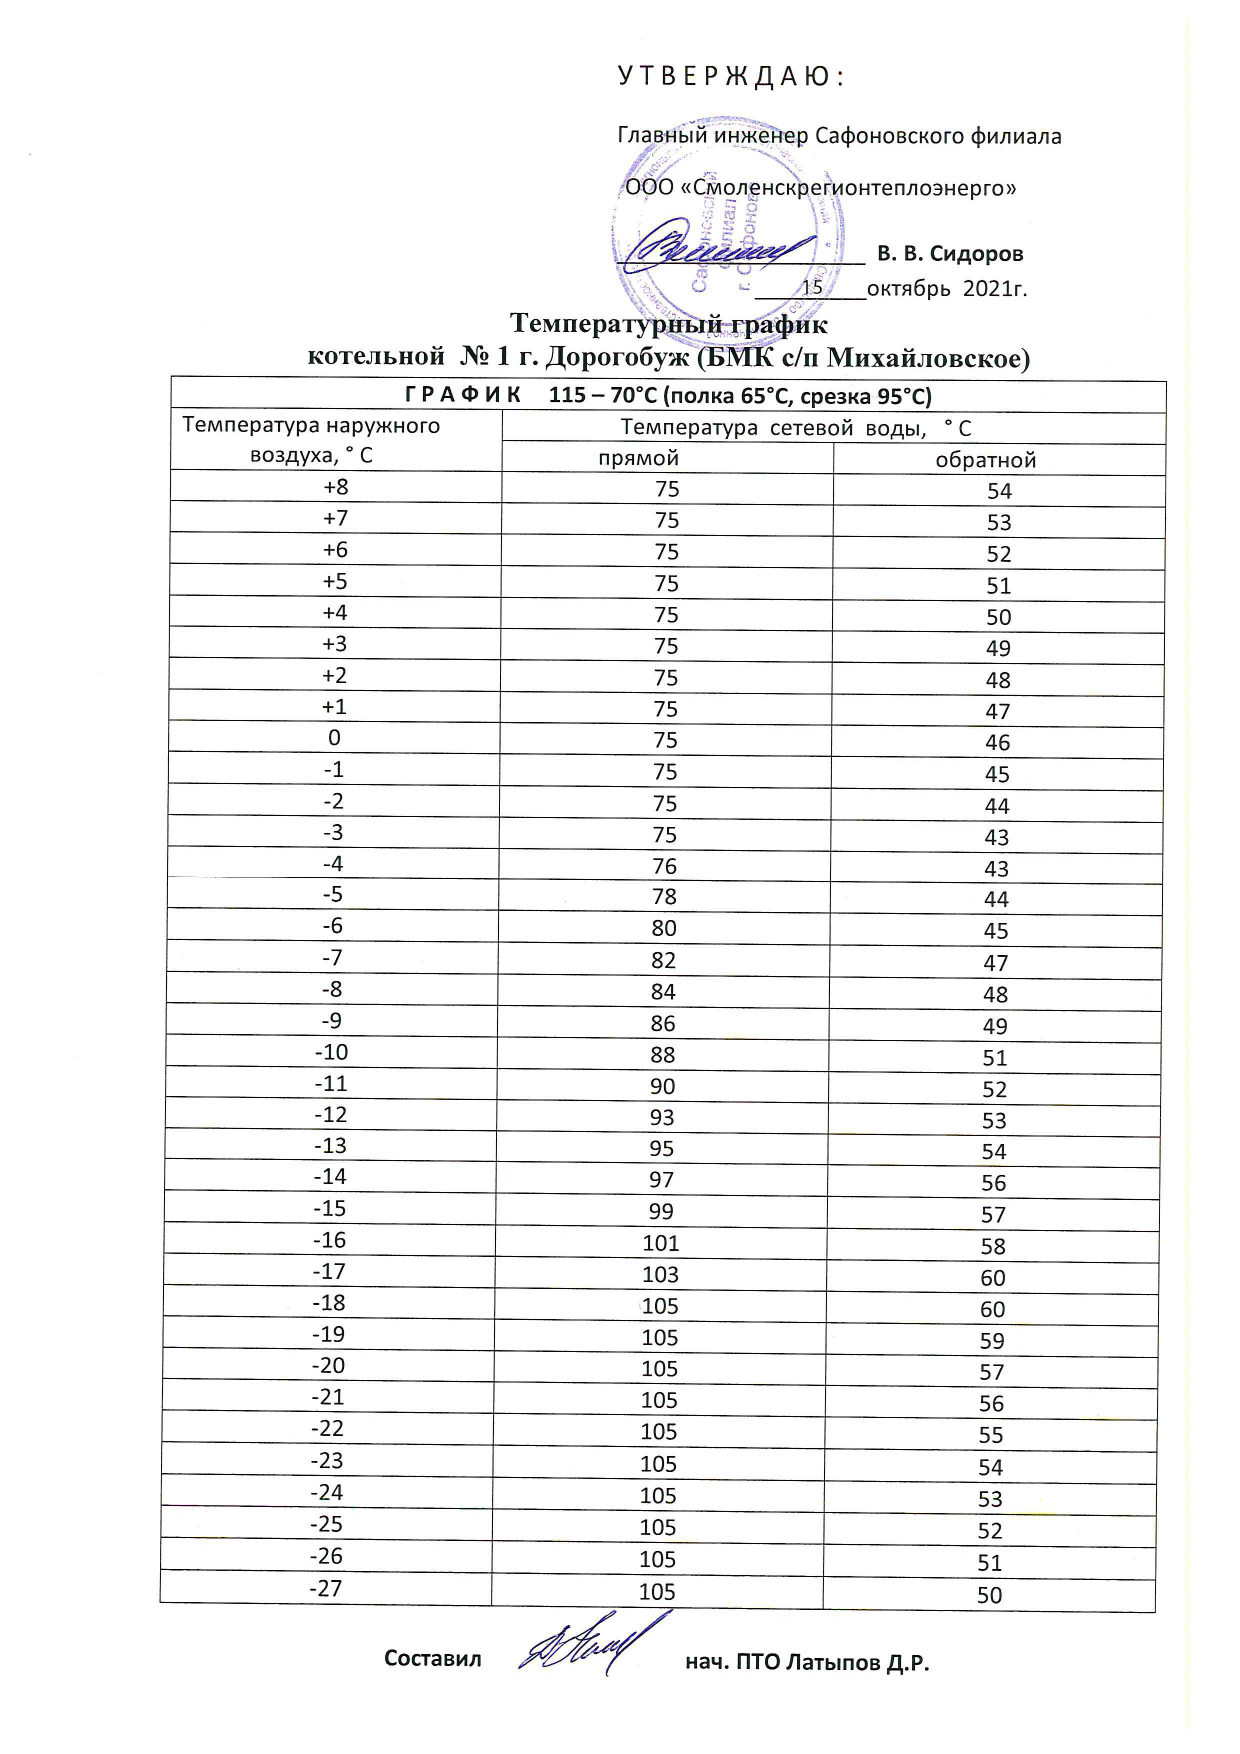 УТВЕРЖДАЮ:
Главный инженер Сафоновского филиала
ООО «Смоленскрегионтеплоэнерго»
В. В. Сидоров
15 октябрь 2021г.
Сафоновский
филиал
г. Сафоново
Температурный график
котельной № 1 г. Дорогобуж (БМК с/п Михайловское)
ГРАФИК 115 – 70°С (полка 65°С, срезка 95°С)
Температура наружного воздуха, ° С Температура сетевой воды, ° С
прямой обратной
+8 75 54
+7 75 53
+6 75 52
+5 75 51
+4 75 50
+3 75 49
+2 75 48
+1 75 47
0 75 46
-1 75 45
-2 75 44
-3 75 43
-4 76 43
-5 78 44
-6 80 45
-7 82 47
-8 84 48
-9 86 49
-10 88 51
-11 90 52
-12 93 53
-13 95 54
-14 97 56
-15 99 57
-16 101 58
-17 103 60
-18 105 60
-19 105 59
-20 105 57
-21 105 56
-22 105 55
-23 105 54
-24 105 53
-25 105 52
-26 105 51
-27 105 50
Составил нач. ПТО Латыпов Д.Р.